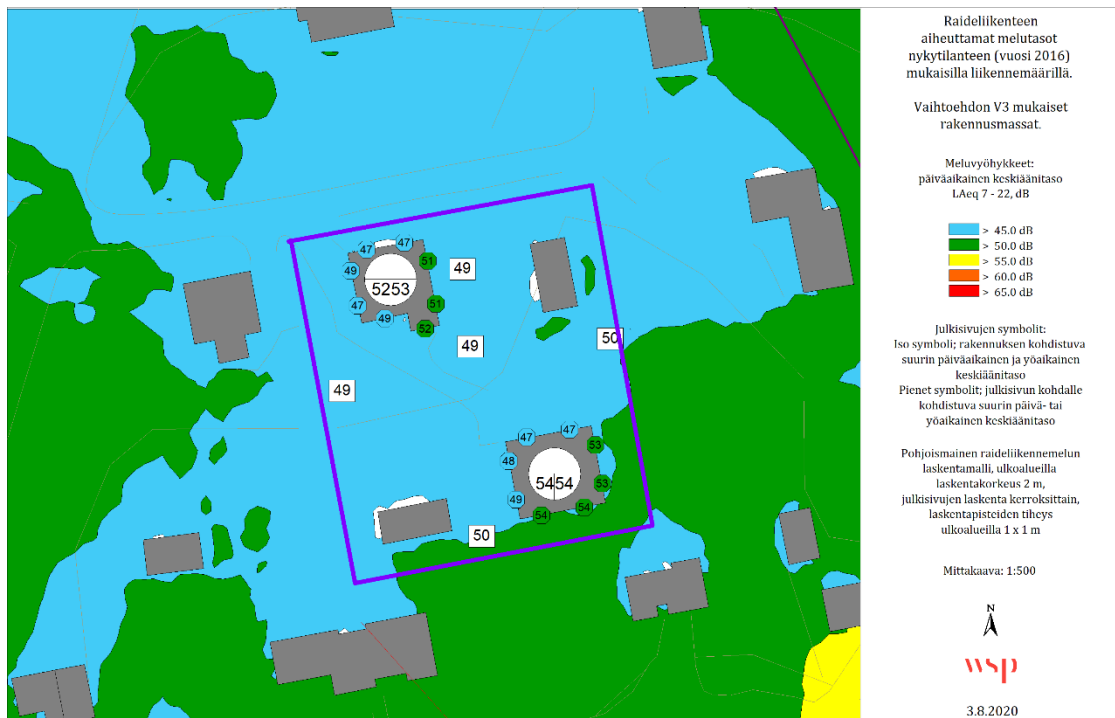 47
47
49
51
49
5253
47
51
49
52
49
50
49
47
47
53
48
5454
53
49
54
54
50
Raideliikenteen
aiheuttamat melutasot
nykytilanteen (vuosi 2016)
mukaisilla liikennemäärillä.
Vaihtoehdon V3 mukaiset
rakennusmassat.
Meluvyöhykkeet:
päiväaikainen keskiäänitaso
LAeq 7 - 22, dB
> 45.0 dB
> 50.0 dB
> 55.0 dB
> 60.0 dB
> 65.0 dB
Julkisivujen symbolit:
Iso symboli; rakennuksen kohdistuva
suurin päiväaikainen ja yöaikainen
keskiäänitaso
Pienet symbolit; julkisivun kohdalle
kohdistuva suurin päivä- tai
yöaikainen keskiäänitaso
Pohjoismainen raideliikennemelun
laskentamalli, ulkoalueilla
laskentakorkeus 2 m,
julkisivujen laskenta kerroksittain,
laskentapisteiden tiheys
ulkoalueilla 1 x 1 m
Mittakaava: 1:500
N
wsp
3.8.2020